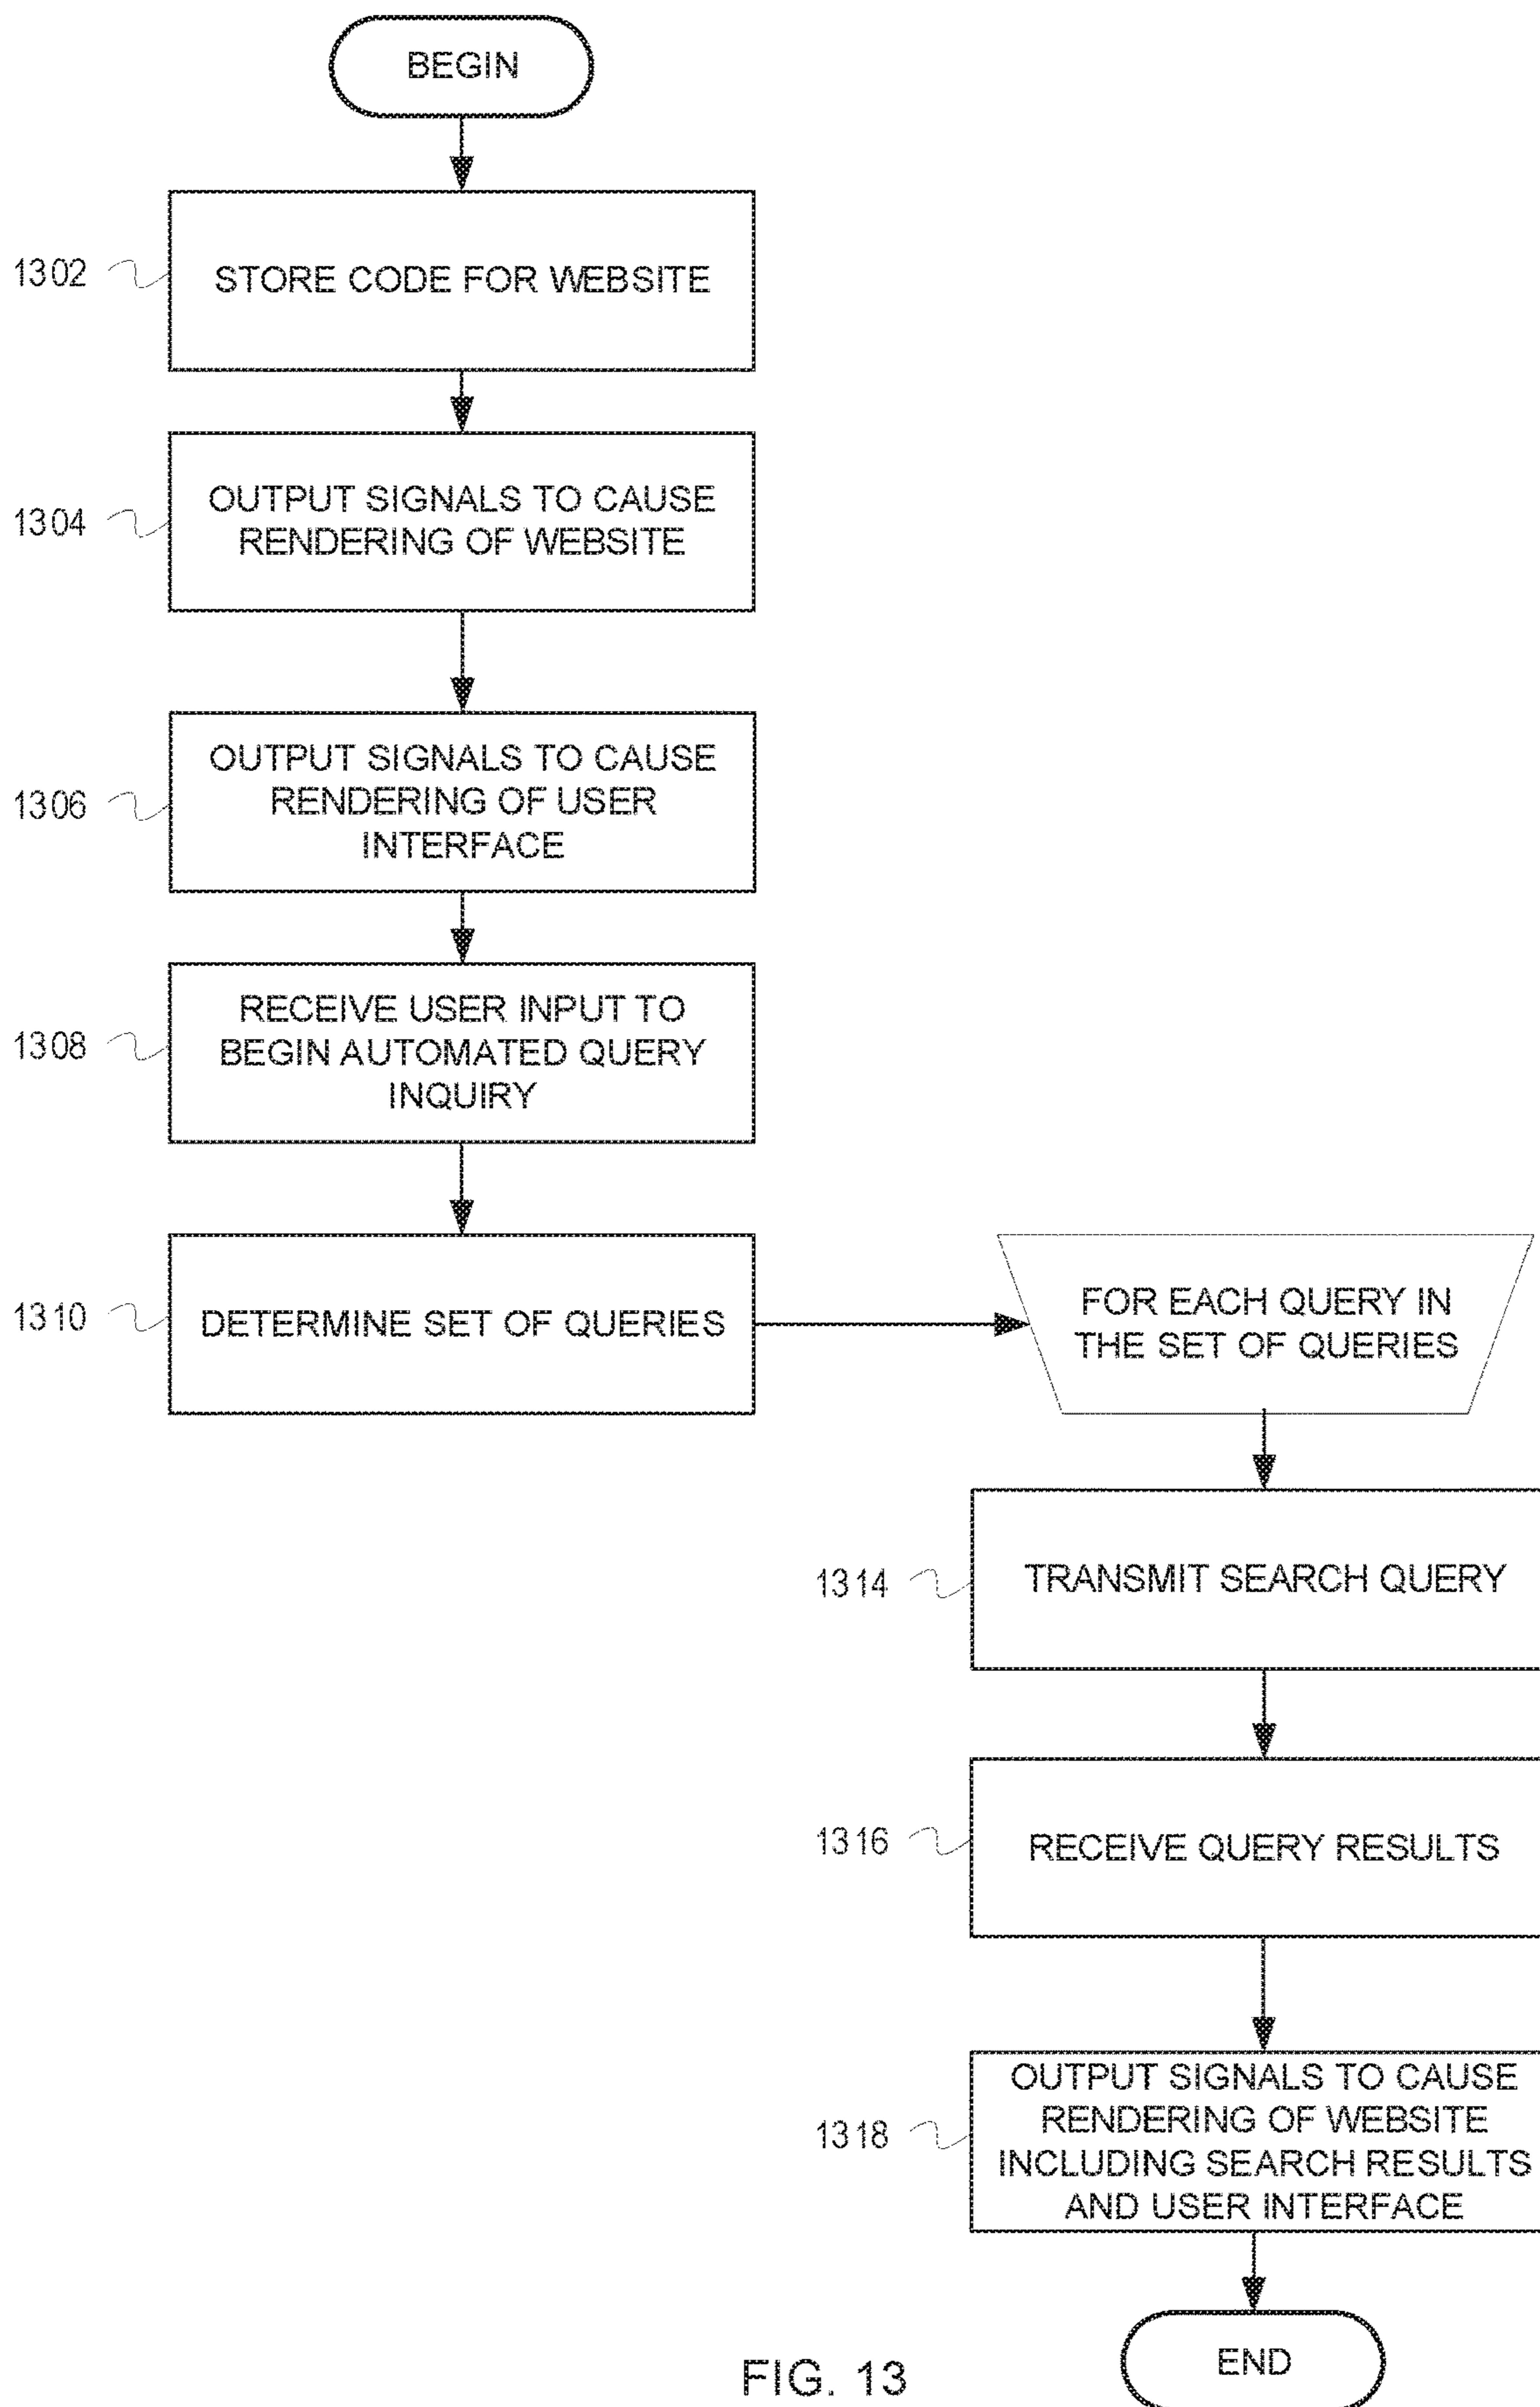 BEGIN
1302
STORE CODE FOR WEBSITE
1304
OUTPUT SIGNALS TO CAUSE
RENDERING OF WEBSITE
1306
OUTPUT SIGNALS TO CAUSE
RENDERING OF USER
INTERFACE
1308
RECEIVE USER INPUT TO
BEGIN AUTOMATED QUERY
INQUIRY
1310
DETERMINE SET OF QUERIES
FOR EACH QUERY IN
THE SET OF QUERIES
1314
TRANSMIT SEARCH QUERY
1316
RECEIVE QUERY RESULTS
1318
OUTPUT SIGNALS TO CAUSE
RENDERING OF WEBSITE
INCLUDING SEARCH RESULTS
AND USER INTERFACE
END
FIG. 13